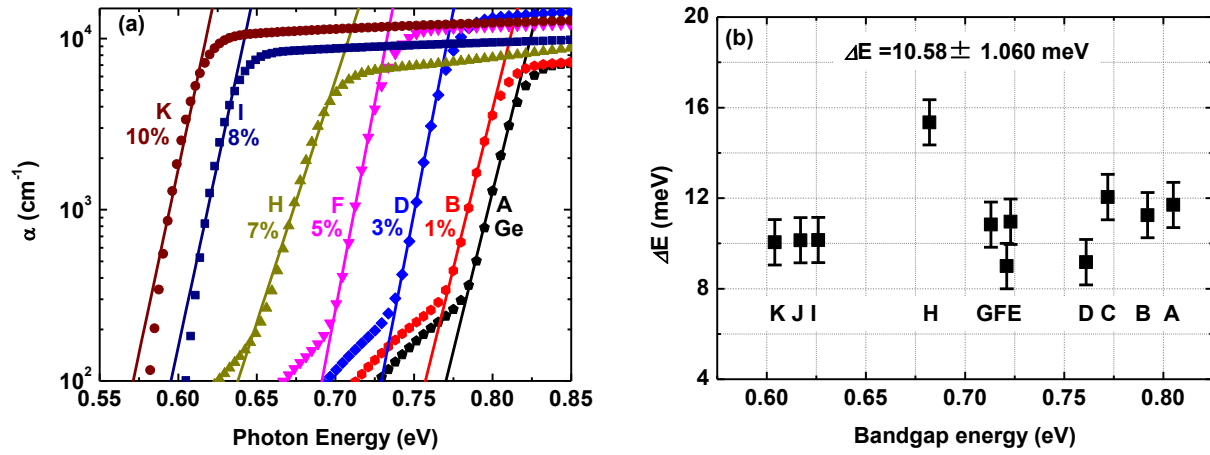 (a)
10⁴
10³
10²
α (cm⁻¹)
K
10%
I
8%
H
7%
F
5%
D
3%
B
1%
A
Ge
0.55 0.60 0.65 0.70 0.75 0.80 0.85
Photon Energy (eV)
(b)
ΔE =10.58 ± 1.060 meV
20
16
12
8
4
ΔE (meV)
K J I H G F E D C B A
0.60 0.65 0.70 0.75 0.80
Bandgap energy (eV)